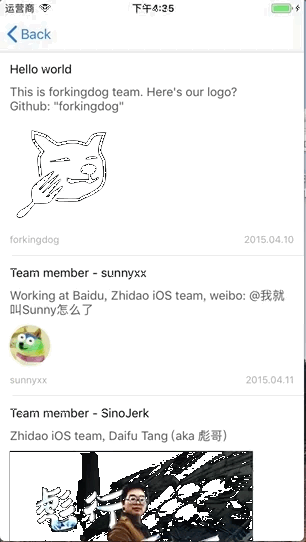 运营商 下午4:35
Back
Hello world
This is forkingdog team. Here's our logo?
Github: "forkingdog"
forkingdog 2015.04.10
Team member - sunnyxx
Working at Baidu, Zhidao iOS team, weibo: @我就
叫Sunny怎么了
sunnyxx 2015.04.11
Team member - SinoJerk
Zhidao iOS team, Daifu Tang (aka 彪哥)
行